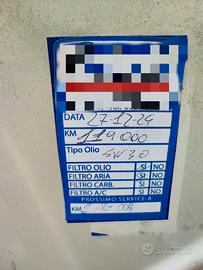 DATA 27-12-24
KM 119000
Tipo Olio 5W30
FILTRO OLIO SI NO
FILTRO ARIA SI NO
FILTRO CARB. SI NO
FILTRO A/C SI NO
PROSSIMO SERVICE A
KM
Subito